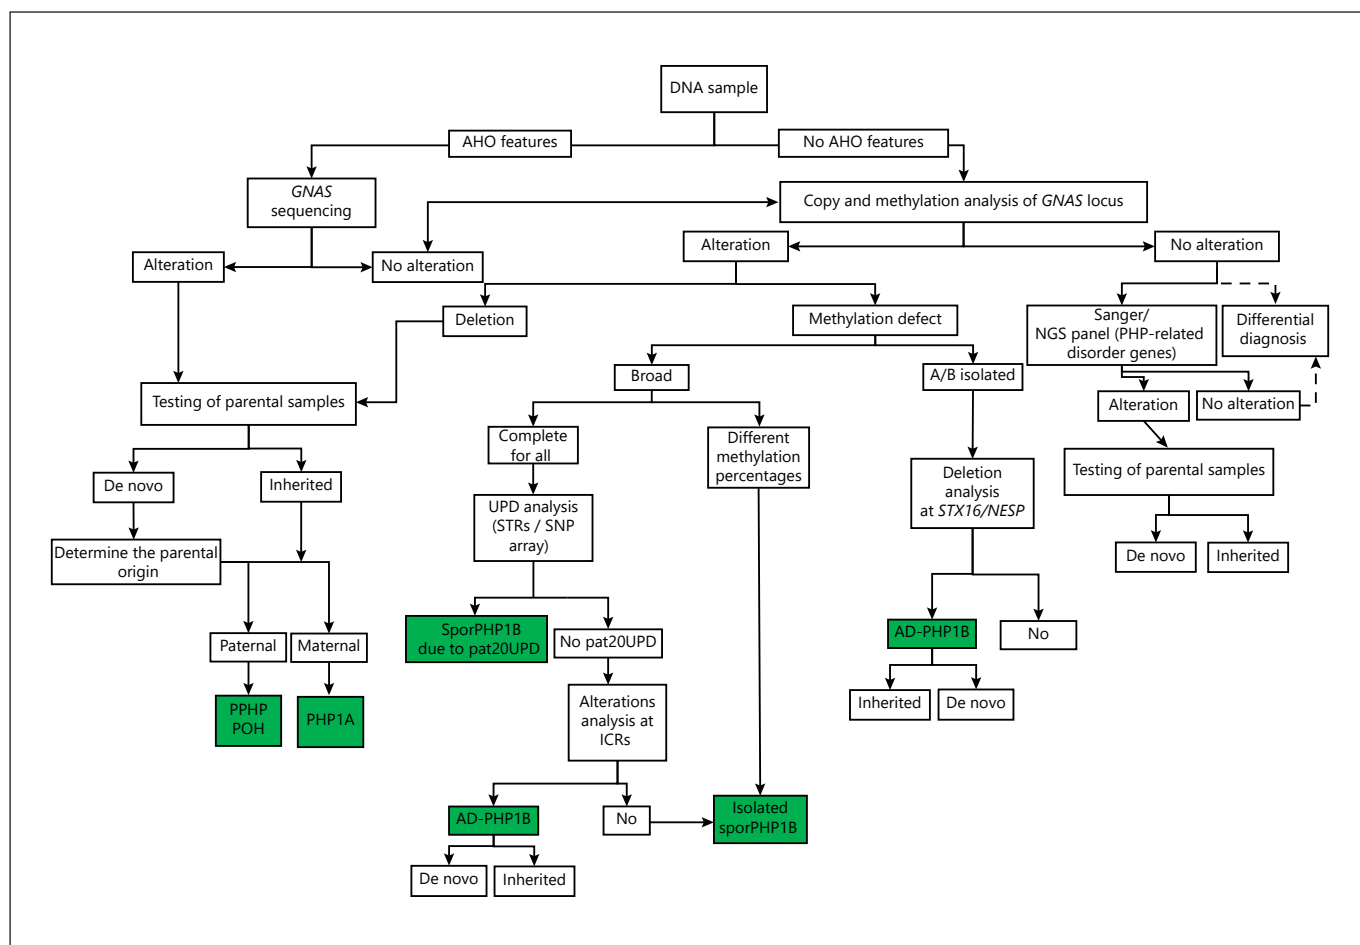 DNA sample
AHO features
No AHO features
GNAS
sequencing
Copy and methylation analysis of GNAS locus
Alteration
No alteration
Alteration
No alteration
Deletion
Methylation defect
Sanger/
NGS panel (PHP-related
disorder genes)
Differential
diagnosis
Testing of parental samples
Broad
A/B isolated
Alteration
No alteration
Complete
for all
Different
methylation
percentages
Deletion
analysis
at STX16/NESP
Testing of parental samples
De novo
Inherited
UPD analysis
(STRs / SNP
array)
Determine the parental
origin
De novo
Inherited
Paternal
Maternal
SporPHP1B
due to pat20UPD
No pat20UPD
AD-PHP1B
No
PPHP
POH
PHP1A
Alterations
analysis at
ICRs
Inherited
De novo
AD-PHP1B
No
Isolated
sporPHP1B
De novo
Inherited